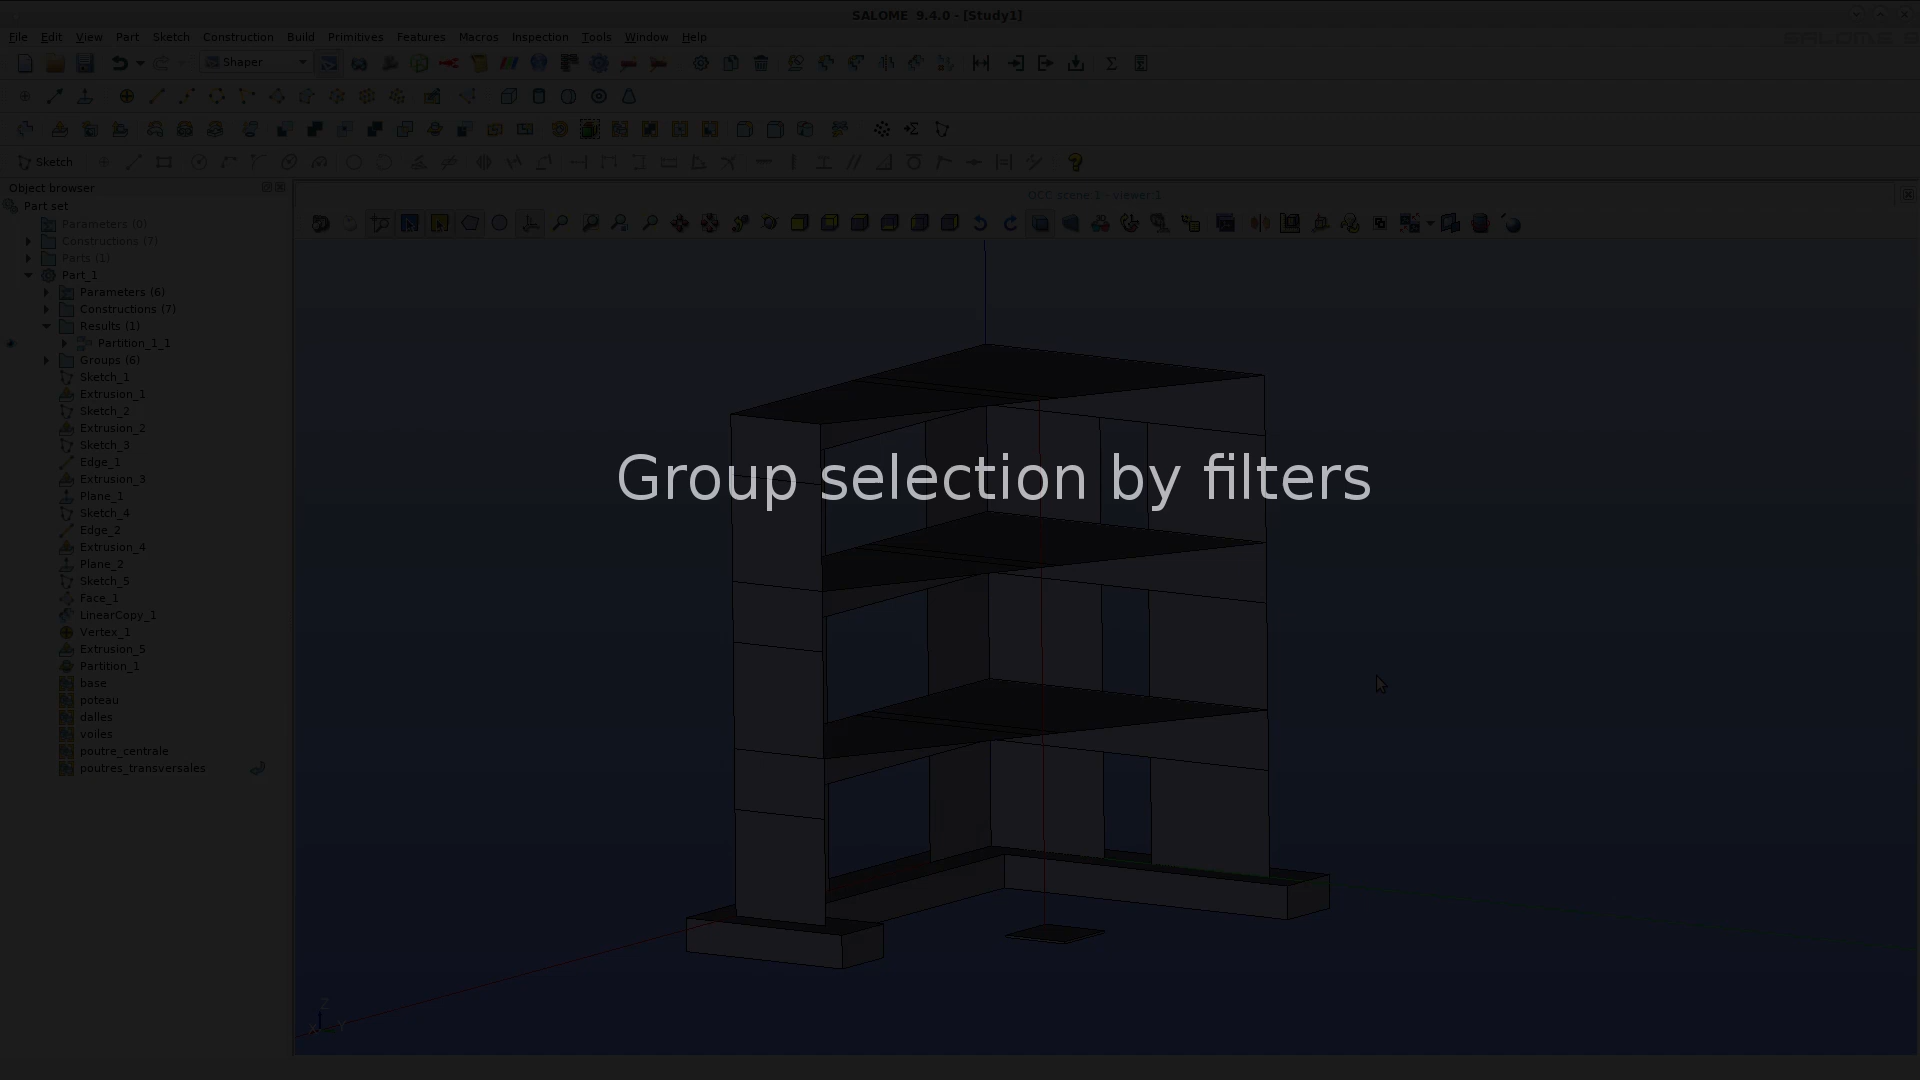 SALOME 9.4.0 - [Study1]
File Edit View Part Sketch Construction Build Primitives Features Macros Inspection Tools Window Help
SALOME 9
Shaper
Sketch
Object browser
OCC scene:1 - viewer:1
Part set
Parameters (0)
Constructions (7)
Parts (1)
Part_1
Parameters (6)
Constructions (7)
Results (1)
Partition_1_1
Groups (6)
Sketch_1
Extrusion_1
Sketch_2
Extrusion_2
Sketch_3
Edge_1
Extrusion_3
Plane_1
Sketch_4
Edge_2
Extrusion_4
Plane_2
Sketch_5
Face_1
LinearCopy_1
Vertex_1
Extrusion_5
Partition_1
base
poteau
dalles
voiles
poutre_centrale
poutres_transversales
Group selection by filters
Z
X Y